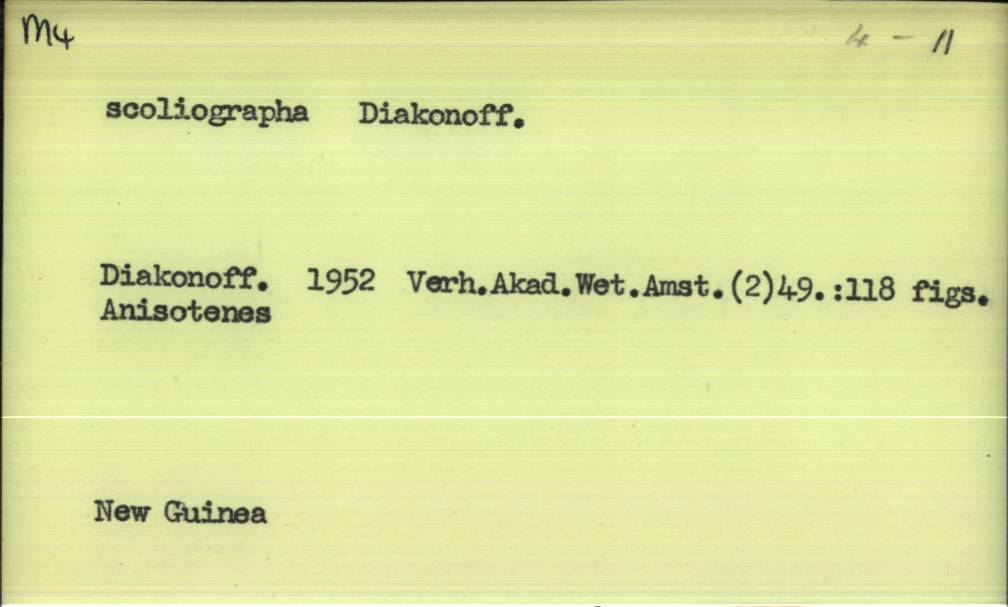 M4
4 - 11
scoliographa Diakonoff.
Diakonoff. 1952 Verh.Akad.Wet.Amst.(2)49.:118 figs.
Anisotenes
New Guinea